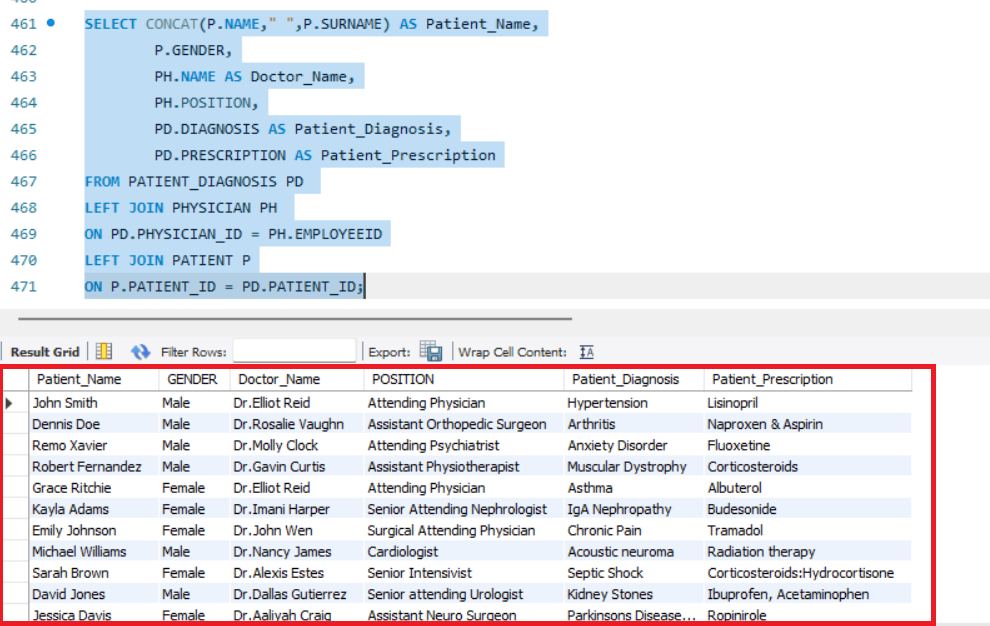 461 SELECT CONCAT(P.NAME," ",P.SURNAME) AS Patient_Name,
462 P.GENDER,
463 PH.NAME AS Doctor_Name,
464 PH.POSITION,
465 PD.DIAGNOSIS AS Patient_Diagnosis,
466 PD.PRESCRIPTION AS Patient_Prescription
467 FROM PATIENT_DIAGNOSIS PD
468 LEFT JOIN PHYSICIAN PH
469 ON PD.PHYSICIAN_ID = PH.EMPLOYEEID
470 LEFT JOIN PATIENT P
471 ON P.PATIENT_ID = PD.PATIENT_ID;
Result Grid Filter Rows: Export: Wrap Cell Content: IA
Patient_Name GENDER Doctor_Name POSITION Patient_Diagnosis Patient_Prescription
John Smith Male Dr.Elliot Reid Attending Physician Hypertension Lisinopril
Dennis Doe Male Dr.Rosalie Vaughn Assistant Orthopedic Surgeon Arthritis Naproxen & Aspirin
Remo Xavier Male Dr.Molly Clock Attending Psychiatrist Anxiety Disorder Fluoxetine
Robert Fernandez Male Dr.Gavin Curtis Assistant Physiotherapist Muscular Dystrophy Corticosteroids
Grace Ritchie Female Dr.Elliot Reid Attending Physician Asthma Albuterol
Kayla Adams Female Dr.Imani Harper Senior Attending Nephrologist IgA Nephropathy Budesonide
Emily Johnson Female Dr.John Wen Surgical Attending Physician Chronic Pain Tramadol
Michael Williams Male Dr.Nancy James Cardiologist Acoustic neuroma Radiation therapy
Sarah Brown Female Dr.Alexis Estes Senior Intensivist Septic Shock Corticosteroids:Hydrocortisone
David Jones Male Dr.Dallas Gutierrez Senior attending Urologist Kidney Stones Ibuprofen, Acetaminophen
Jessica Davis Female Dr.Aaliyah Craig Assistant Neuro Surgeon Parkinsons Disease... Ropinirole